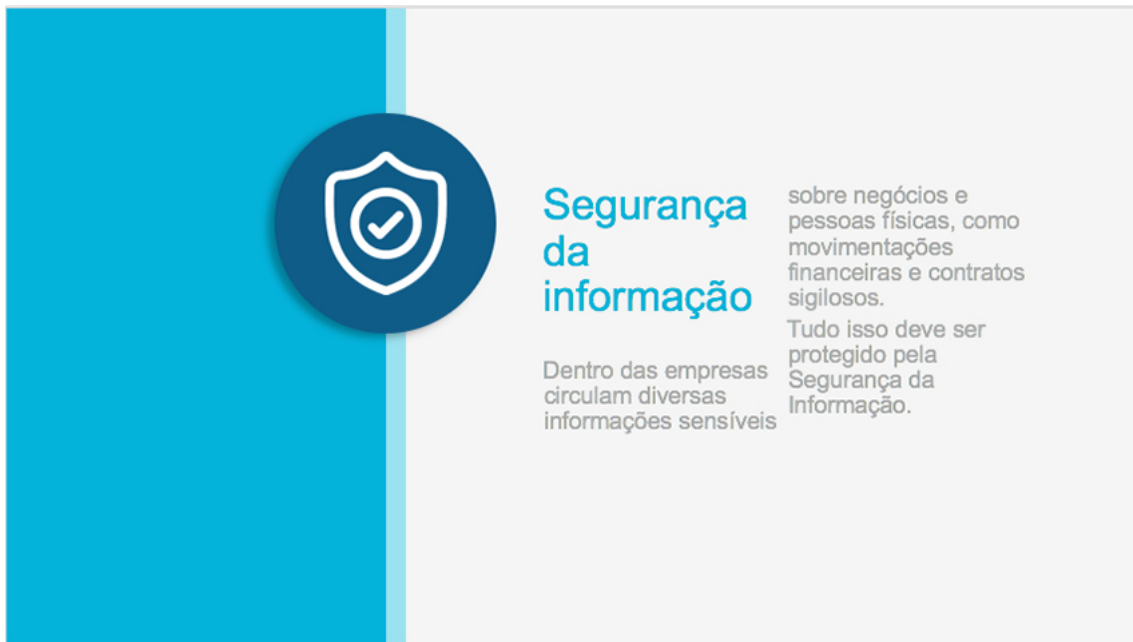 Segurança
da
informação
Dentro das empresas
circulam diversas
informações sensíveis
sobre negócios e
pessoas físicas, como
movimentações
financeiras e contratos
sigilosos.
Tudo isso deve ser
protegido pela
Segurança da
Informação.